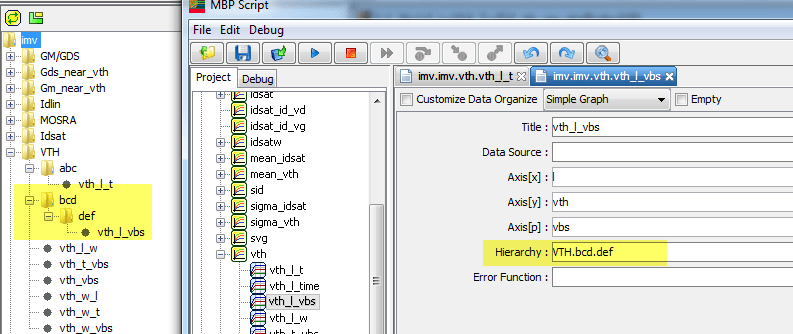 imv
GM/GDS
Gds_near_vth
Gm_near_vth
Idlin
MOSRA
Idsat
VTH
abc
vth_l_t
bcd
def
vth_l_vbs
vth_l_w
vth_t_vbs
vth_w_l
vth_w_t
vth_w_vbs
MBP Script
File Edit Debug
Project Debug
idsat
idsat_id_vd
idsat_id_vg
idsatw
mean_idsat
mean_vth
sid
sigma_idsat
sigma_vth
svg
vth
vth_l_t
vth_l_time
vth_l_vbs
vth_l_w
vth_t_vbs
imv.imv.vth.vth_l_t imv.imv.vth.vth_l_vbs
Customize Data Organize Simple Graph Empty
Title : vth_l_vbs
Data Source :
Axis[x] : l
Axis[y] : vth
Axis[p] : vbs
Hierarchy : VTH.bcd.def
Error Function :